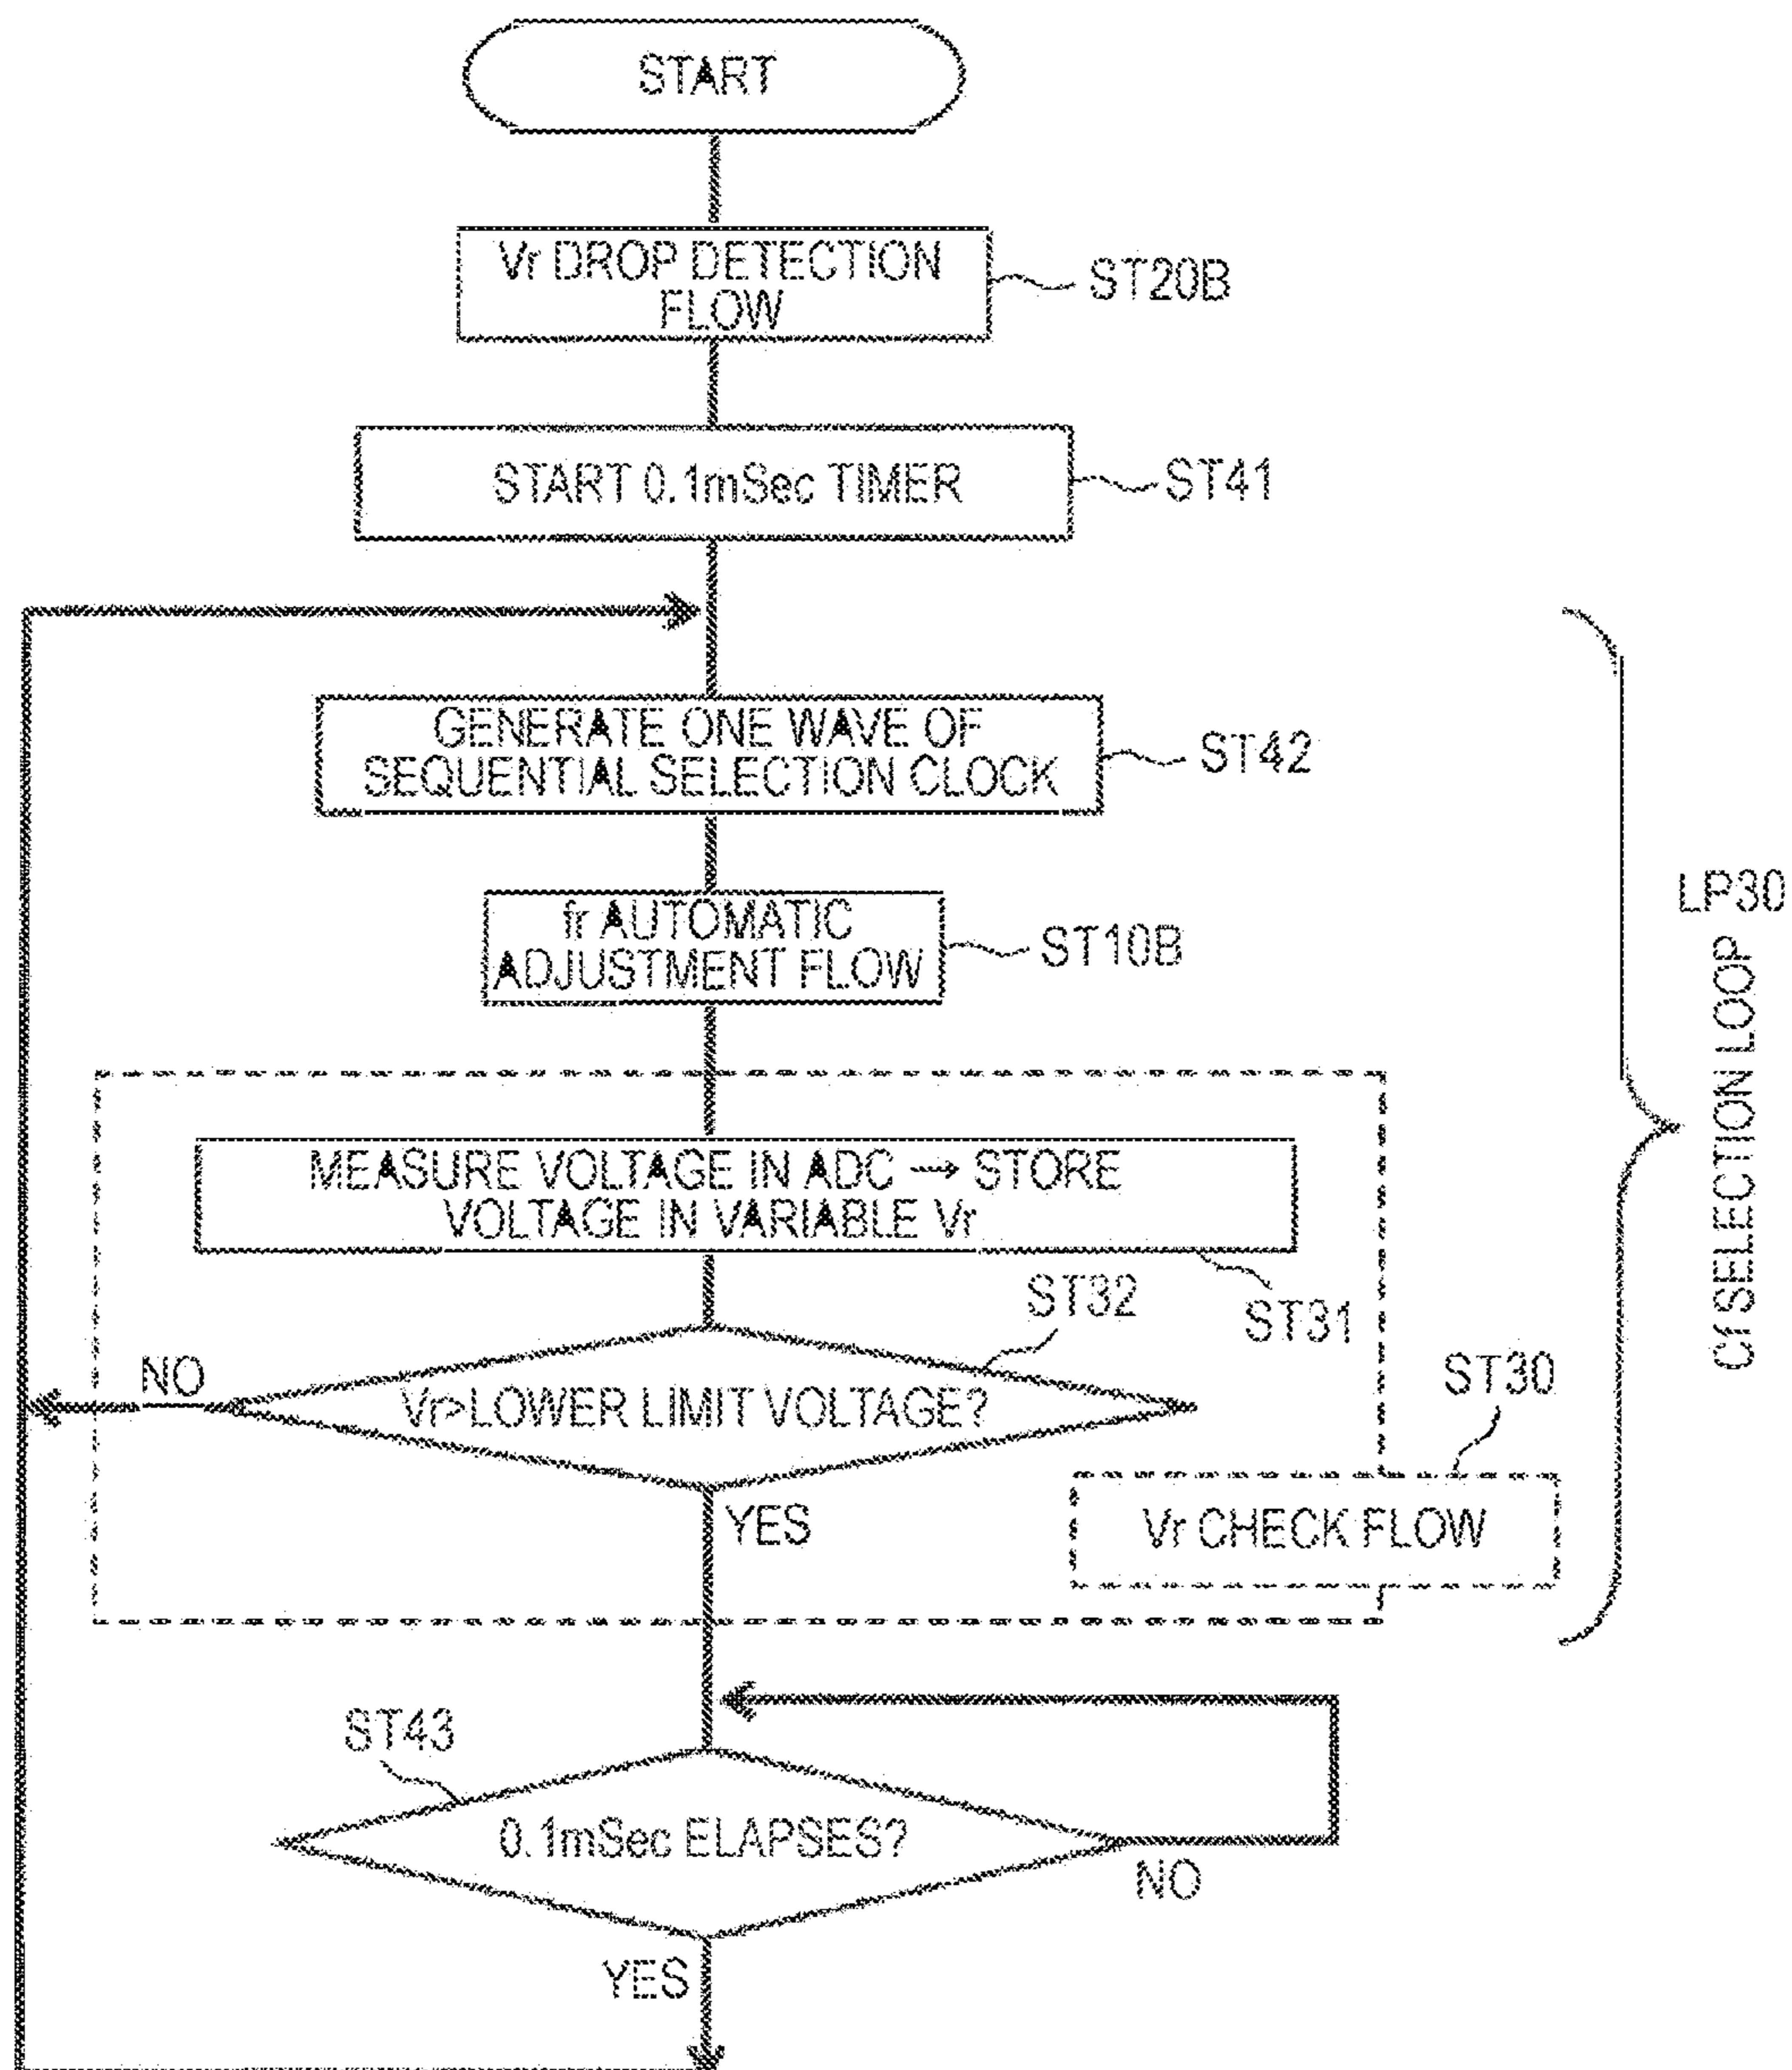 START
Vr DROP DETECTION
FLOW
ST20B
START 0.1mSec TIMER
ST41
GENERATE ONE WAVE OF
SEQUENTIAL SELECTION CLOCK
ST42
fr AUTOMATIC
ADJUSTMENT FLOW
ST10B
LP30
Cf SELECTION LOOP
MEASURE VOLTAGE IN ADC → STORE
VOLTAGE IN VARIABLE Vr
ST31
ST32
Vr>LOWER LIMIT VOLTAGE?
NO
YES
ST30
Vr CHECK FLOW
ST43
0.1mSec ELAPSES?
NO
YES